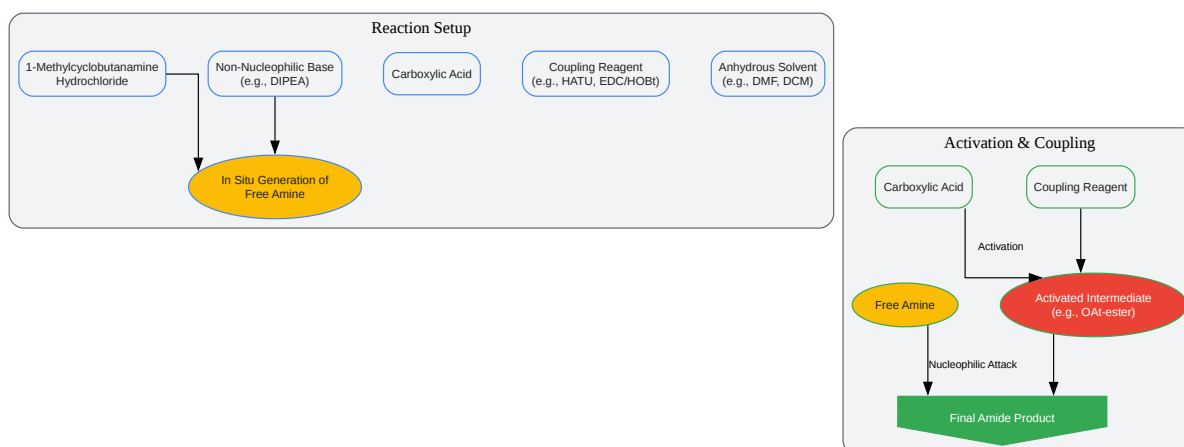 Reaction Setup
1-Methylcyclobutanamine
Hydrochloride
Non-Nucleophilic Base
(e.g., DIPEA)
Carboxylic Acid
Coupling Reagent
(e.g., HATU, EDC/HOBt)
Anhydrous Solvent
(e.g., DMF, DCM)
In Situ Generation of
Free Amine
Activation & Coupling
Carboxylic Acid
Coupling Reagent
Activation
Free Amine
Activated Intermediate
(e.g., OAt-ester)
Nucleophilic Attack
Final Amide Product